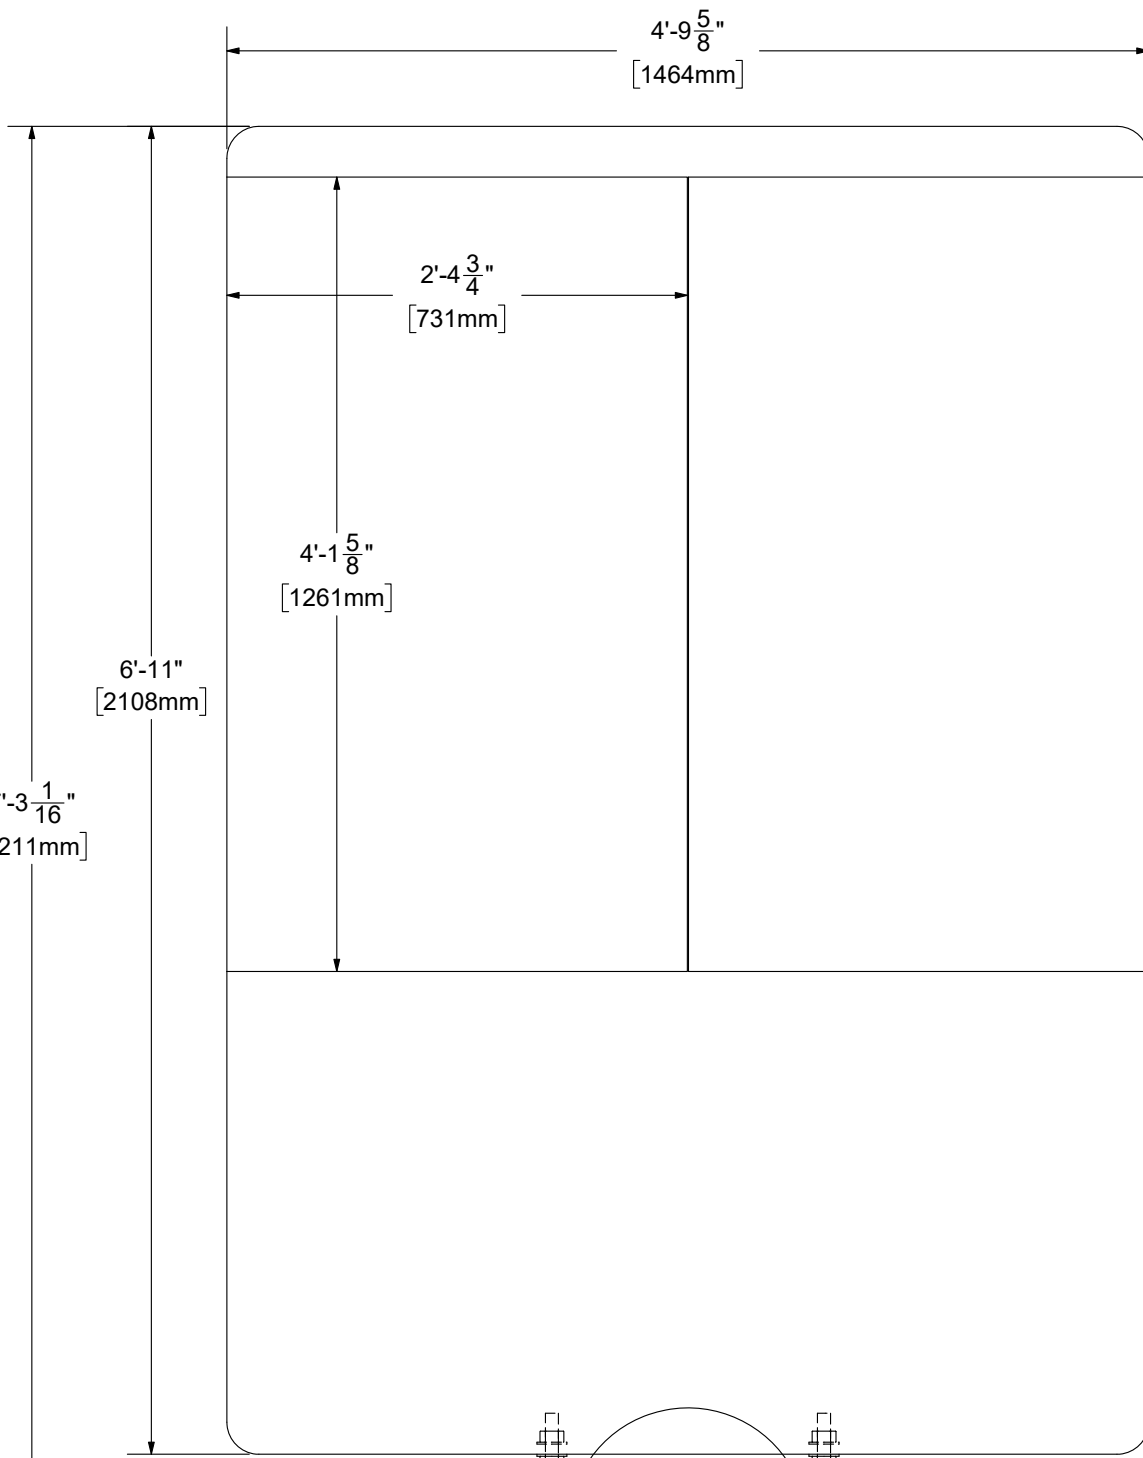 4'-9 5/8"
[1464mm]
2'-4 3/4"
[731mm]
4'-1 5/8"
[1261mm]
6'-11"
[2108mm]
'-3 1/16"
211mm]